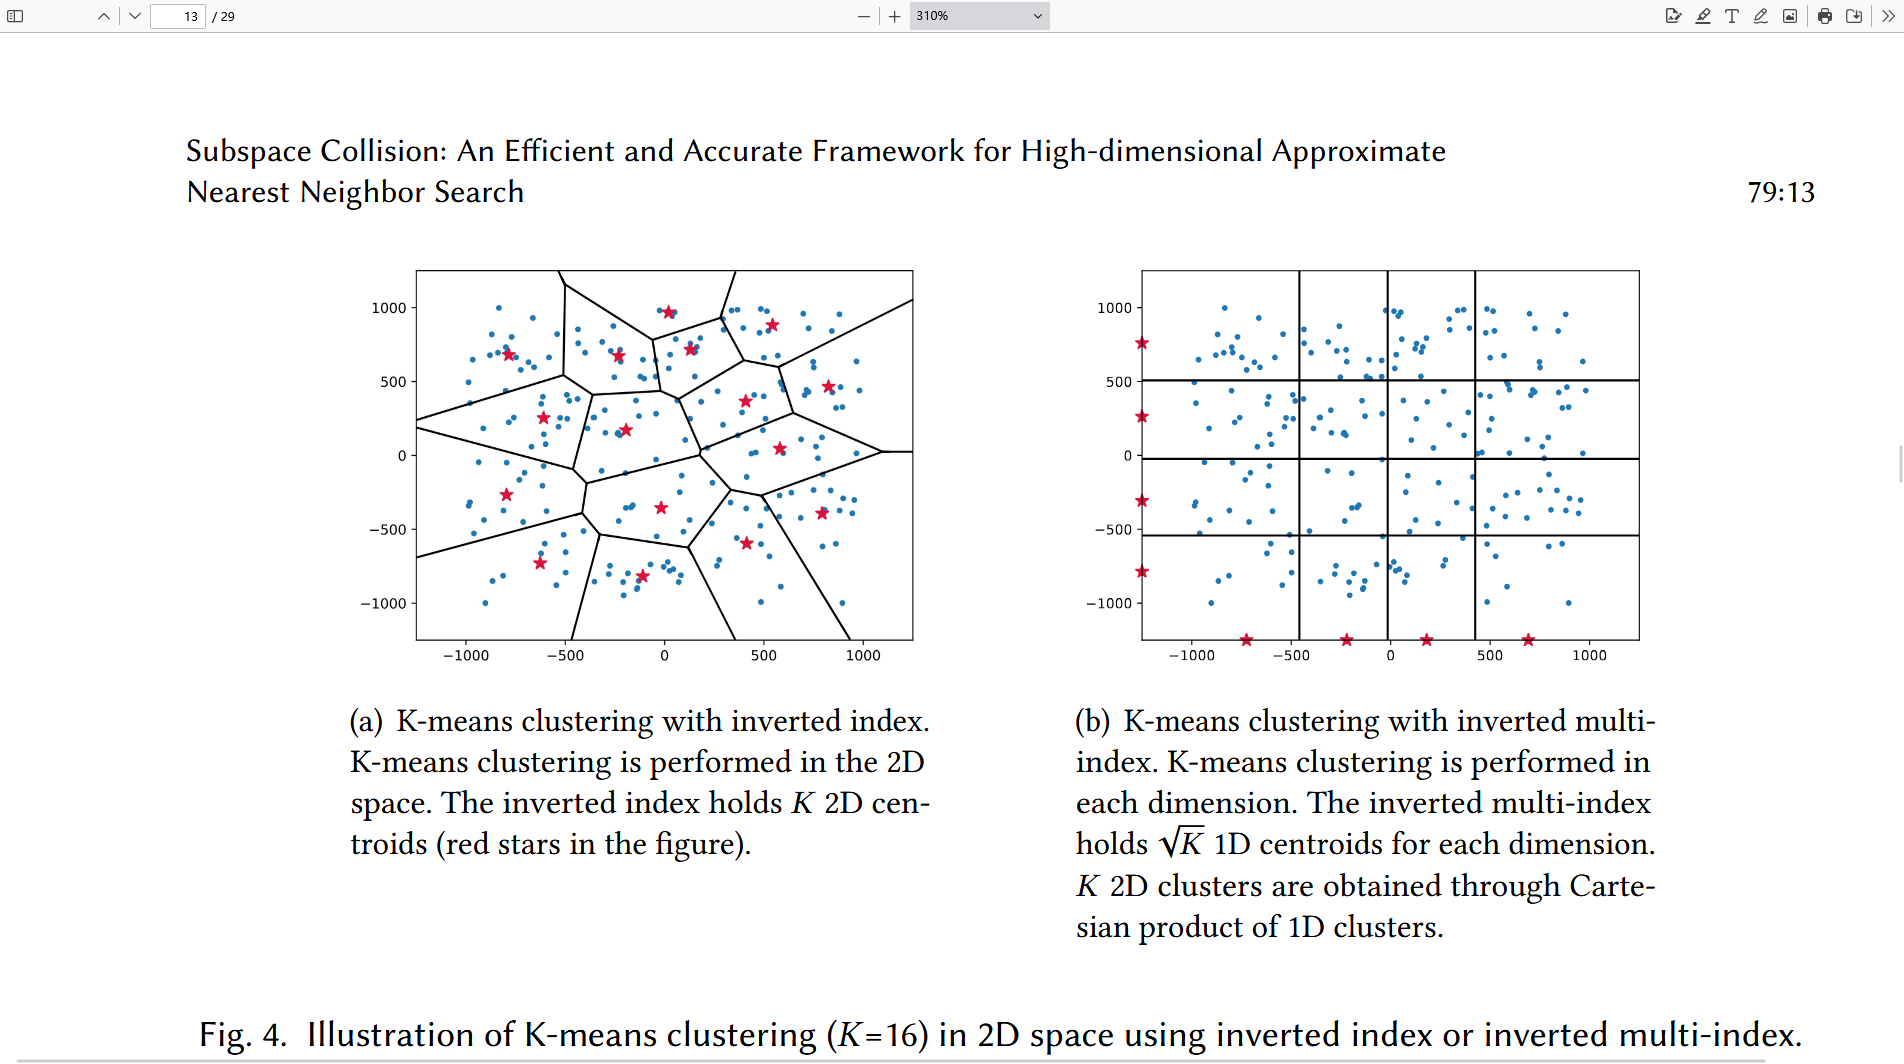 13 / 29 310%
Subspace Collision: An Efficient and Accurate Framework for High-dimensional Approximate
Nearest Neighbor Search
79:13
1000
500
0
−500
−1000
−1000 −500 0 500 1000
1000
500
0
−500
−1000
−1000 −500 0 500 1000
(a) K-means clustering with inverted index.
K-means clustering is performed in the 2D
space. The inverted index holds K 2D cen-
troids (red stars in the figure).
(b) K-means clustering with inverted multi-
index. K-means clustering is performed in
each dimension. The inverted multi-index
holds √K 1D centroids for each dimension.
K 2D clusters are obtained through Carte-
sian product of 1D clusters.
Fig. 4. Illustration of K-means clustering (K=16) in 2D space using inverted index or inverted multi-index.